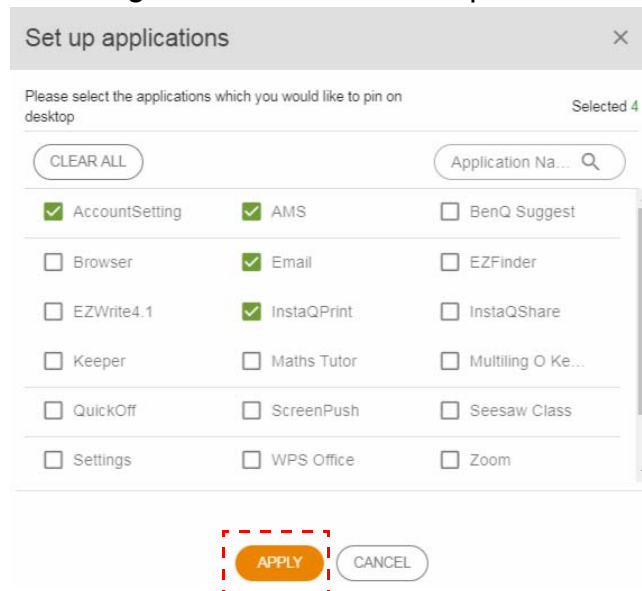 Set up applications
Please select the applications which you would like to pin on
desktop
Selected 4
CLEAR ALL
Application Na...
AccountSetting
AMS
BenQ Suggest
Browser
Email
EZFinder
EZWrite4.1
InstaQPrint
InstaQShare
Keeper
Maths Tutor
Multiling O Ke...
QuickOff
ScreenPush
Seesaw Class
Settings
WPS Office
Zoom
APPLY
CANCEL